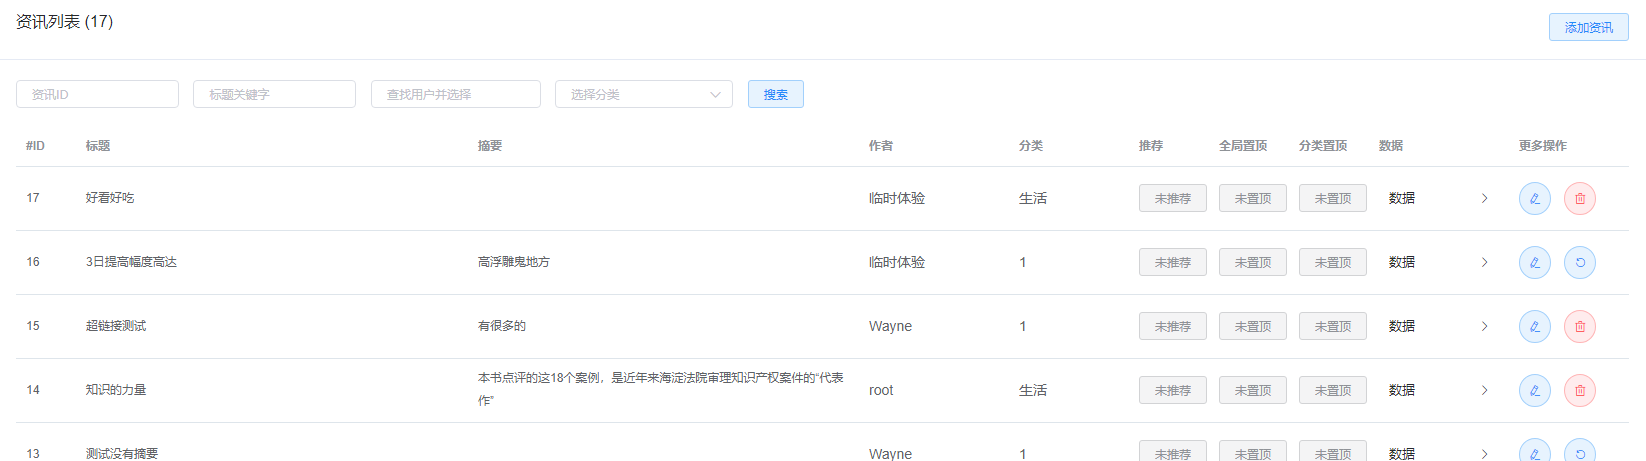 资讯列表 (17)
添加资讯
资讯ID 标题关键字 查找用户并选择 选择分类 搜索
#ID 标题 摘要 作者 分类 推荐 全局置顶 分类置顶 数据 更多操作
17 好看好吃 临时体验 生活 未推荐 未置顶 未置顶 数据
16 3日提高幅度高达 高浮雕鬼地方 临时体验 1 未推荐 未置顶 未置顶 数据
15 超链接测试 有很多的 Wayne 1 未推荐 未置顶 未置顶 数据
14 知识的力量 本书点评的这18个案例，是近年来海淀法院审理知识产权案件的“代表
作” root 生活 未推荐 未置顶 未置顶 数据
13 测试没有摘要 Wayne 1 未推荐 未置顶 未置顶 数据